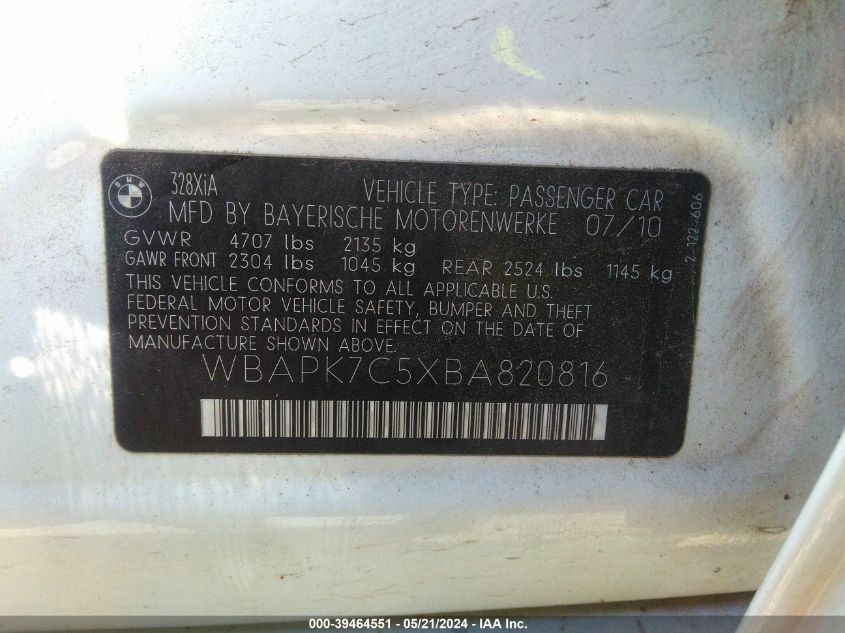 BMW
328XiA VEHICLE TYPE: PASSENGER CAR
MFD BY BAYERISCHE MOTORENWERKE 07/10
GVWR 4707 lbs 2135 kg
GAWR FRONT 2304 lbs 1045 kg REAR 2524 lbs 1145 kg
THIS VEHICLE CONFORMS TO ALL APPLICABLE U.S.
FEDERAL MOTOR VEHICLE SAFETY, BUMPER AND THEFT
PREVENTION STANDARDS IN EFFECT ON THE DATE OF
MANUFACTURE SHOWN ABOVE.
WBAPK7C5XBA820816
2 122 606
000-39464551 - 05/21/2024 - IAA Inc.